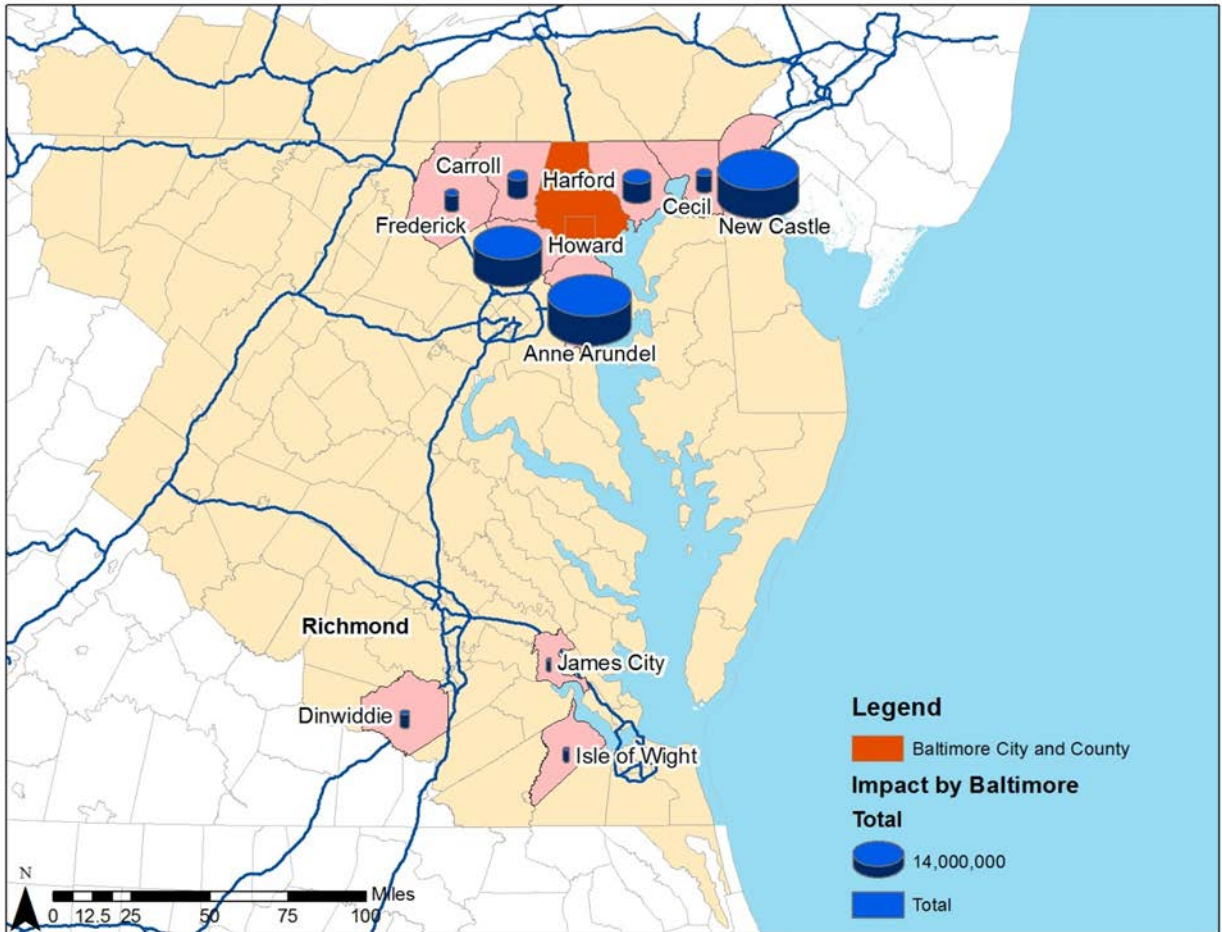 Carroll
Harford
Cecil
Frederick
New Castle
Howard
Anne Arundel
Richmond
James City
Dinwiddie
Isle of Wight
Legend
Baltimore City and County
Impact by Baltimore
Total
14,000,000
Total
N
Miles
0 12.5 25 50 75 100